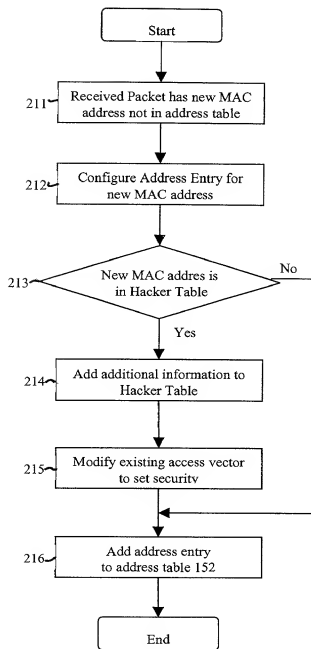 Start
211
Received Packet has new MAC
address not in address table
212
Configure Address Entry for
new MAC address
213
New MAC addres is
in Hacker Table
No
Yes
214
Add additional information to
Hacker Table
215
Modify existing access vector
to set security
216
Add address entry
to address table 152
End